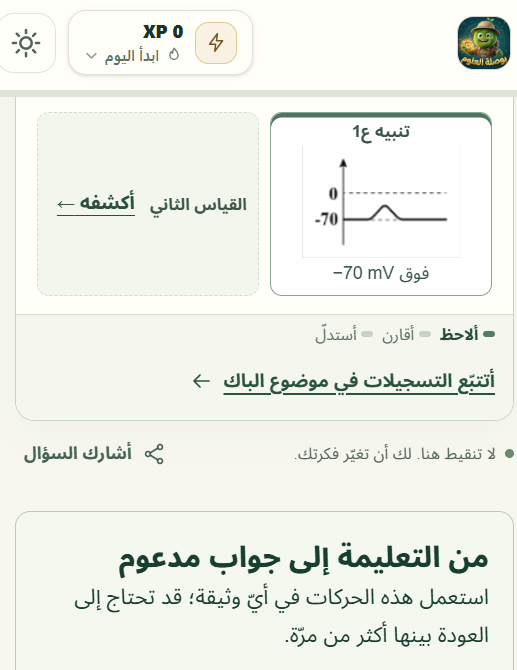 XP 0
ابدأ اليوم
بوصلة العلوم
تنبيه ع1
0
-70
فوق −70 mV
القياس الثاني أكشفه ←
ألاحظ أقارن أستدلّ
أتتبّع التسجيلات في موضوع الباك ←
لا تنقيط هنا. لك أن تغيّر فكرتك.
أشارك السؤال
من التعليمة إلى جواب مدعوم
استعمل هذه الحركات في أيّ وثيقة؛ قد تحتاج إلى
العودة بينها أكثر من مرّة.